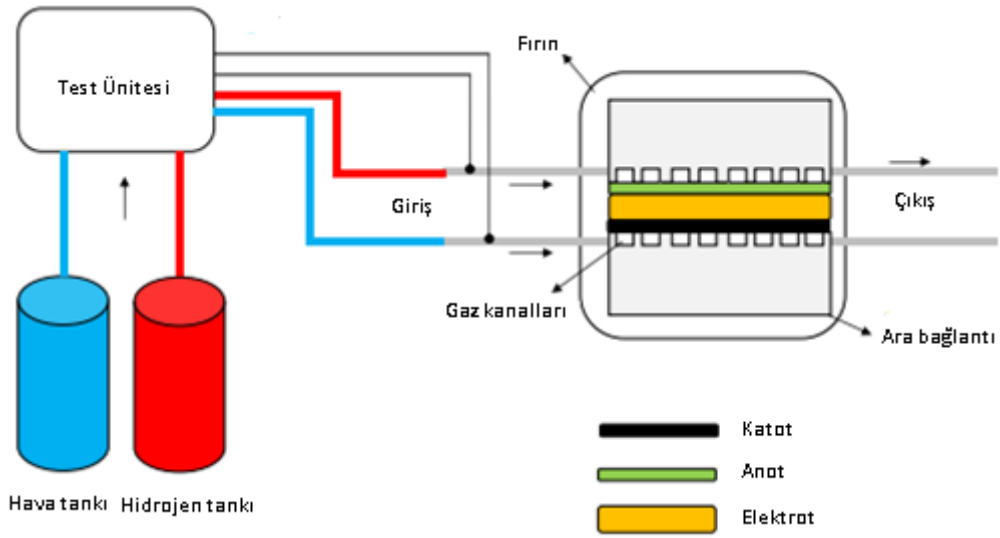 Fırın
Test Ünitesi
Giriş
Çıkış
Gaz kanalları
Ara bağlantı
Katot
Anot
Elektrot
Hava tankı
Hidrojen tankı